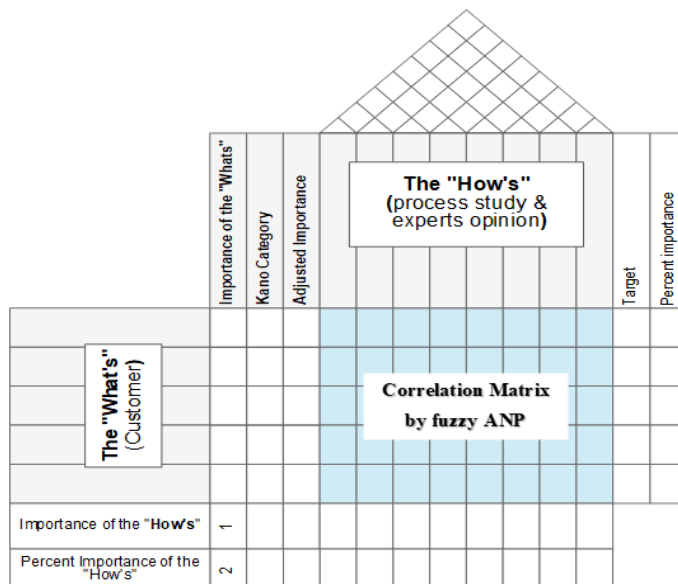 Importance of the "Whats"
Kano Category
Adjusted Importance
The "How's"
(process study &
experts opinion)
Target
Percent importance
The "What's"
(Customer)
Correlation Matrix
by fuzzy ANP
Importance of the "How's"
1
Percent Importance of the
"How's"
2